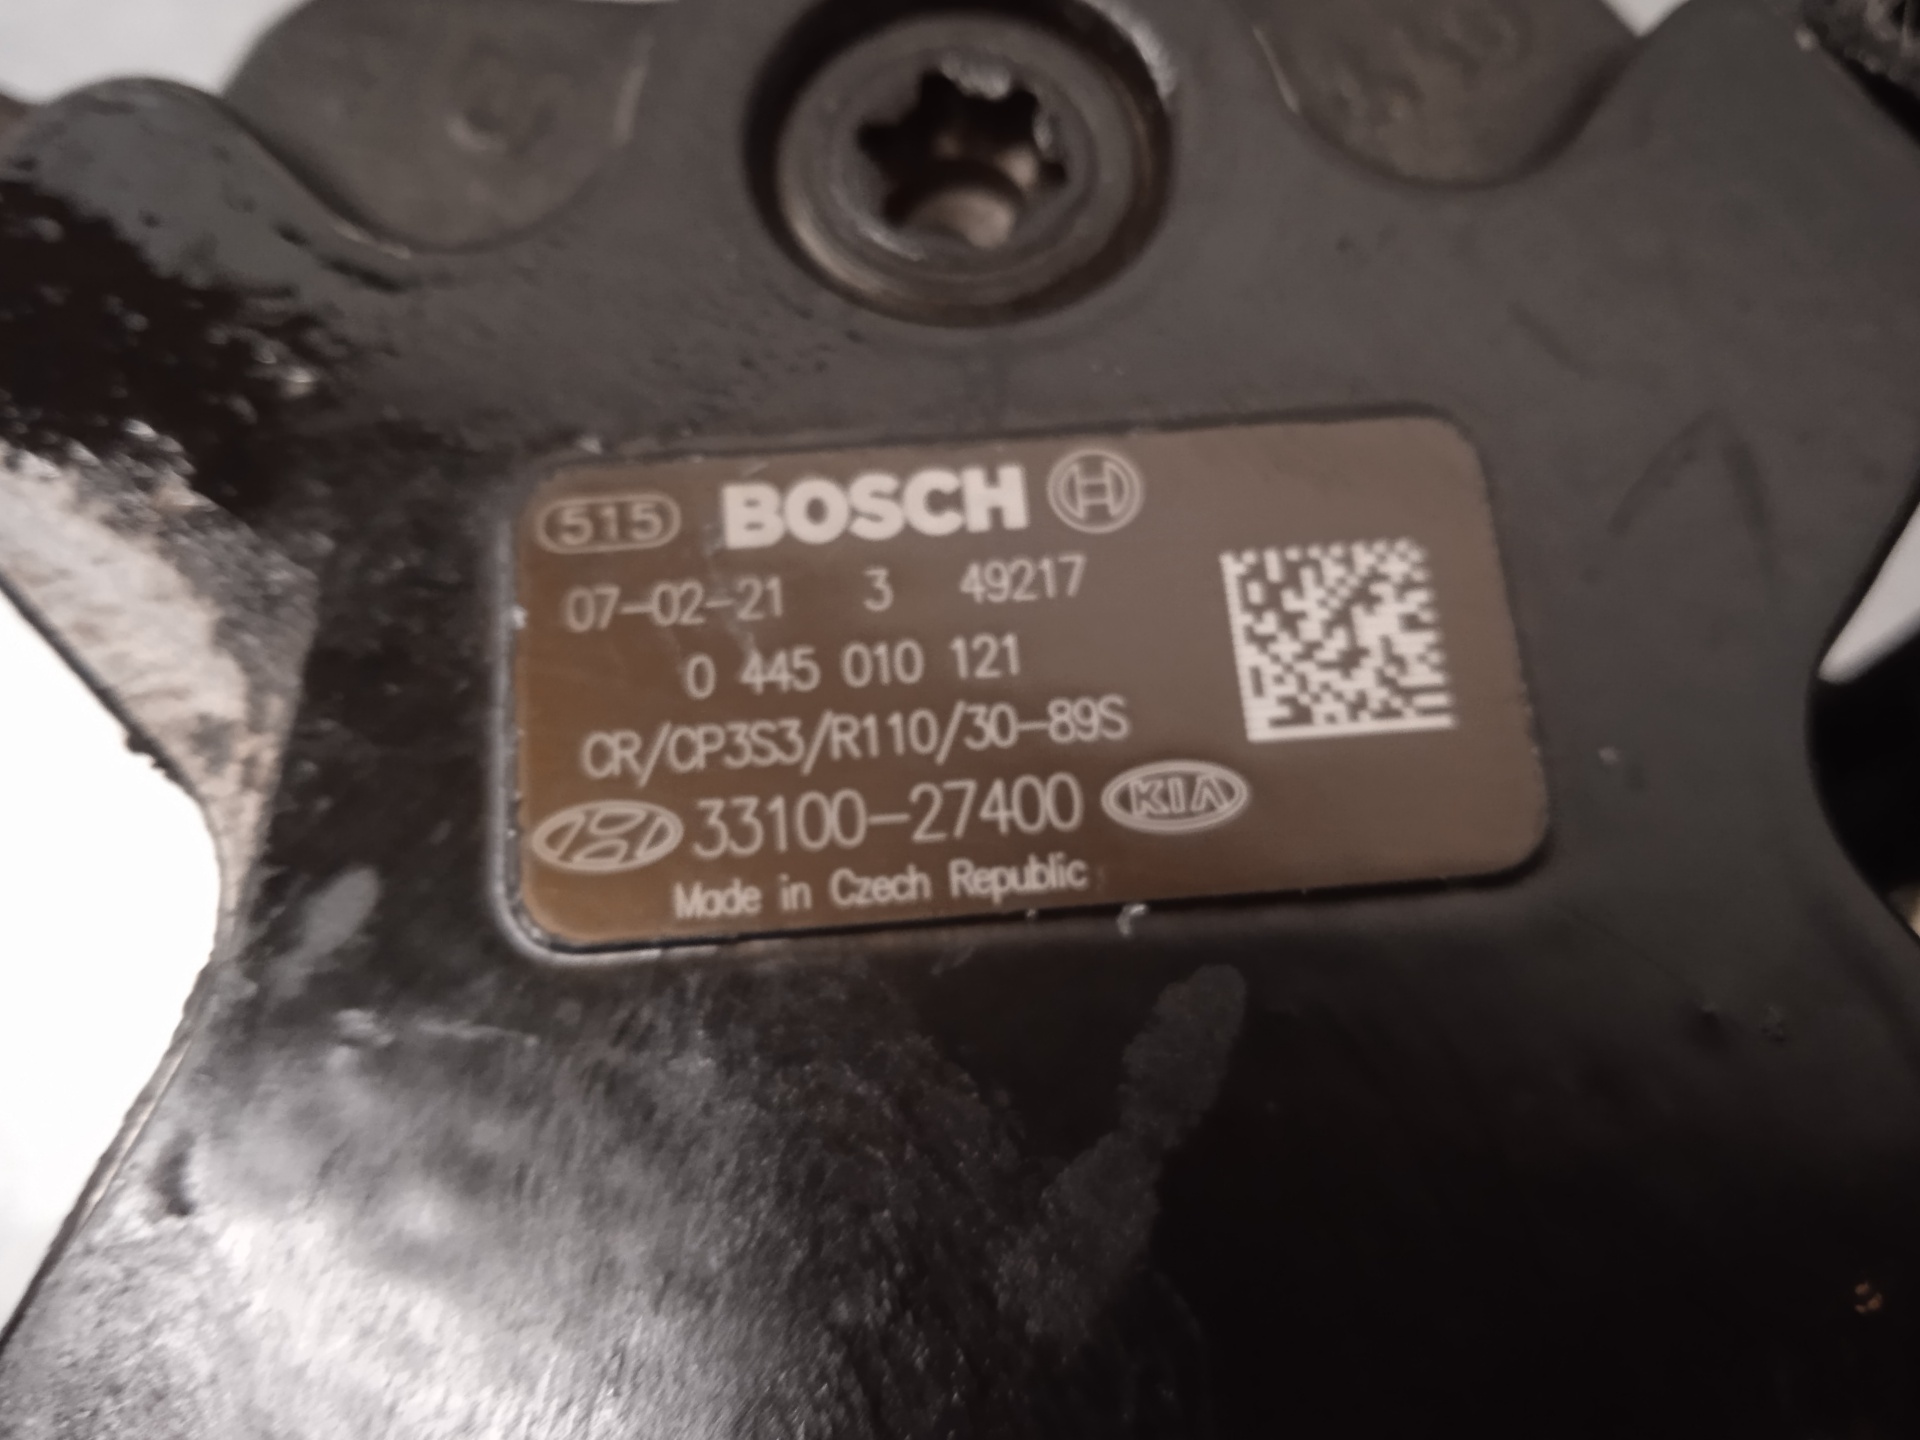 515 BOSCH
07-02-21 3 49217
0 445 010 121
CR/CP3S3/R110/30-89S
33100-27400 KIA
Made in Czech Republic